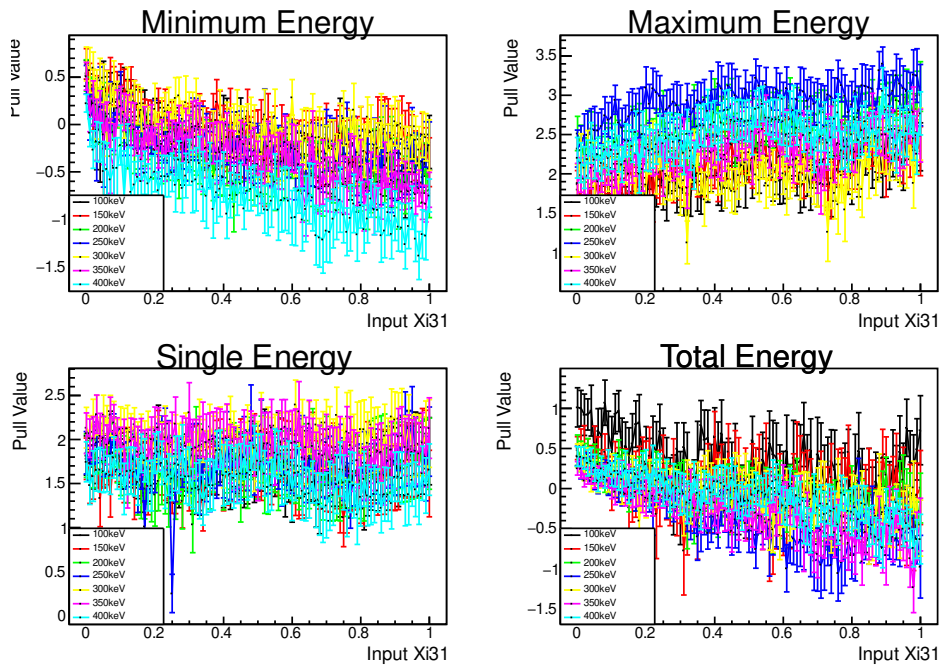 Minimum Energy
Pull Value
0.5
0
−0.5
−1
−1.5
100keV
150keV
200keV
250keV
300keV
350keV
400keV
0 0.2 0.4 0.6 0.8 1
Input Xi31
Maximum Energy
Pull Value
3.5
3
2.5
2
1.5
1
100keV
150keV
200keV
250keV
300keV
350keV
400keV
0 0.2 0.4 0.6 0.8 1
Input Xi31
Single Energy
Pull Value
2.5
2
1.5
1
0.5
0
100keV
150keV
200keV
250keV
300keV
350keV
400keV
0 0.2 0.4 0.6 0.8 1
Input Xi31
Total Energy
Pull Value
1
0.5
0
−0.5
−1
−1.5
100keV
150keV
200keV
250keV
300keV
350keV
400keV
0 0.2 0.4 0.6 0.8 1
Input Xi31